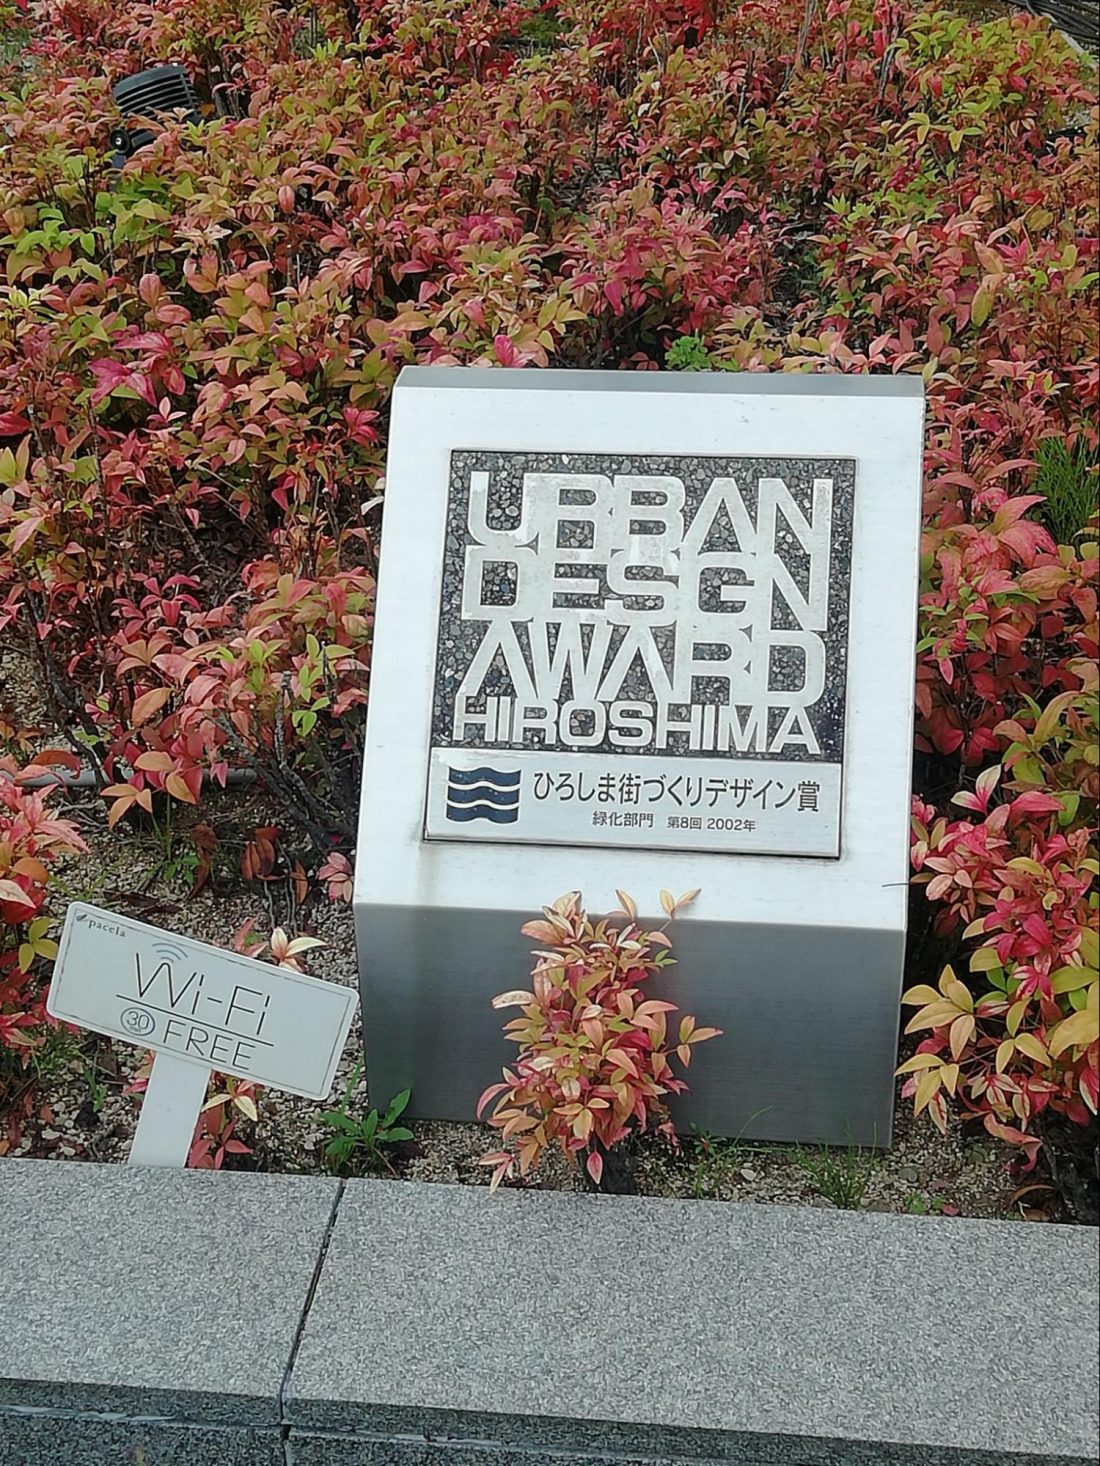 URBAN
DESIGN
AWARD
HIROSHIMA
ひろしま街づくりデザイン賞
緑化部門 第8回 2002年
pacela
Wi-Fi
30 FREE